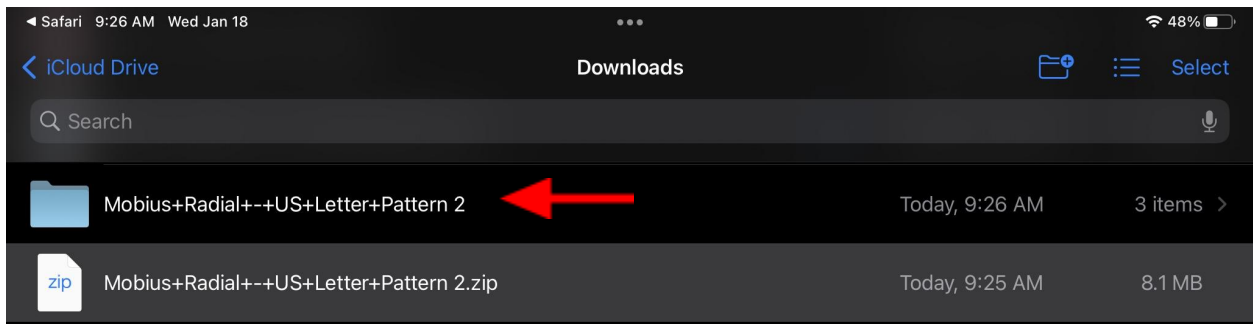 Safari 9:26 AM Wed Jan 18 48%
iCloud Drive Downloads Select
Search
Mobius+Radial+-+US+Letter+Pattern 2 Today, 9:26 AM 3 items
zip Mobius+Radial+-+US+Letter+Pattern 2.zip Today, 9:25 AM 8.1 MB